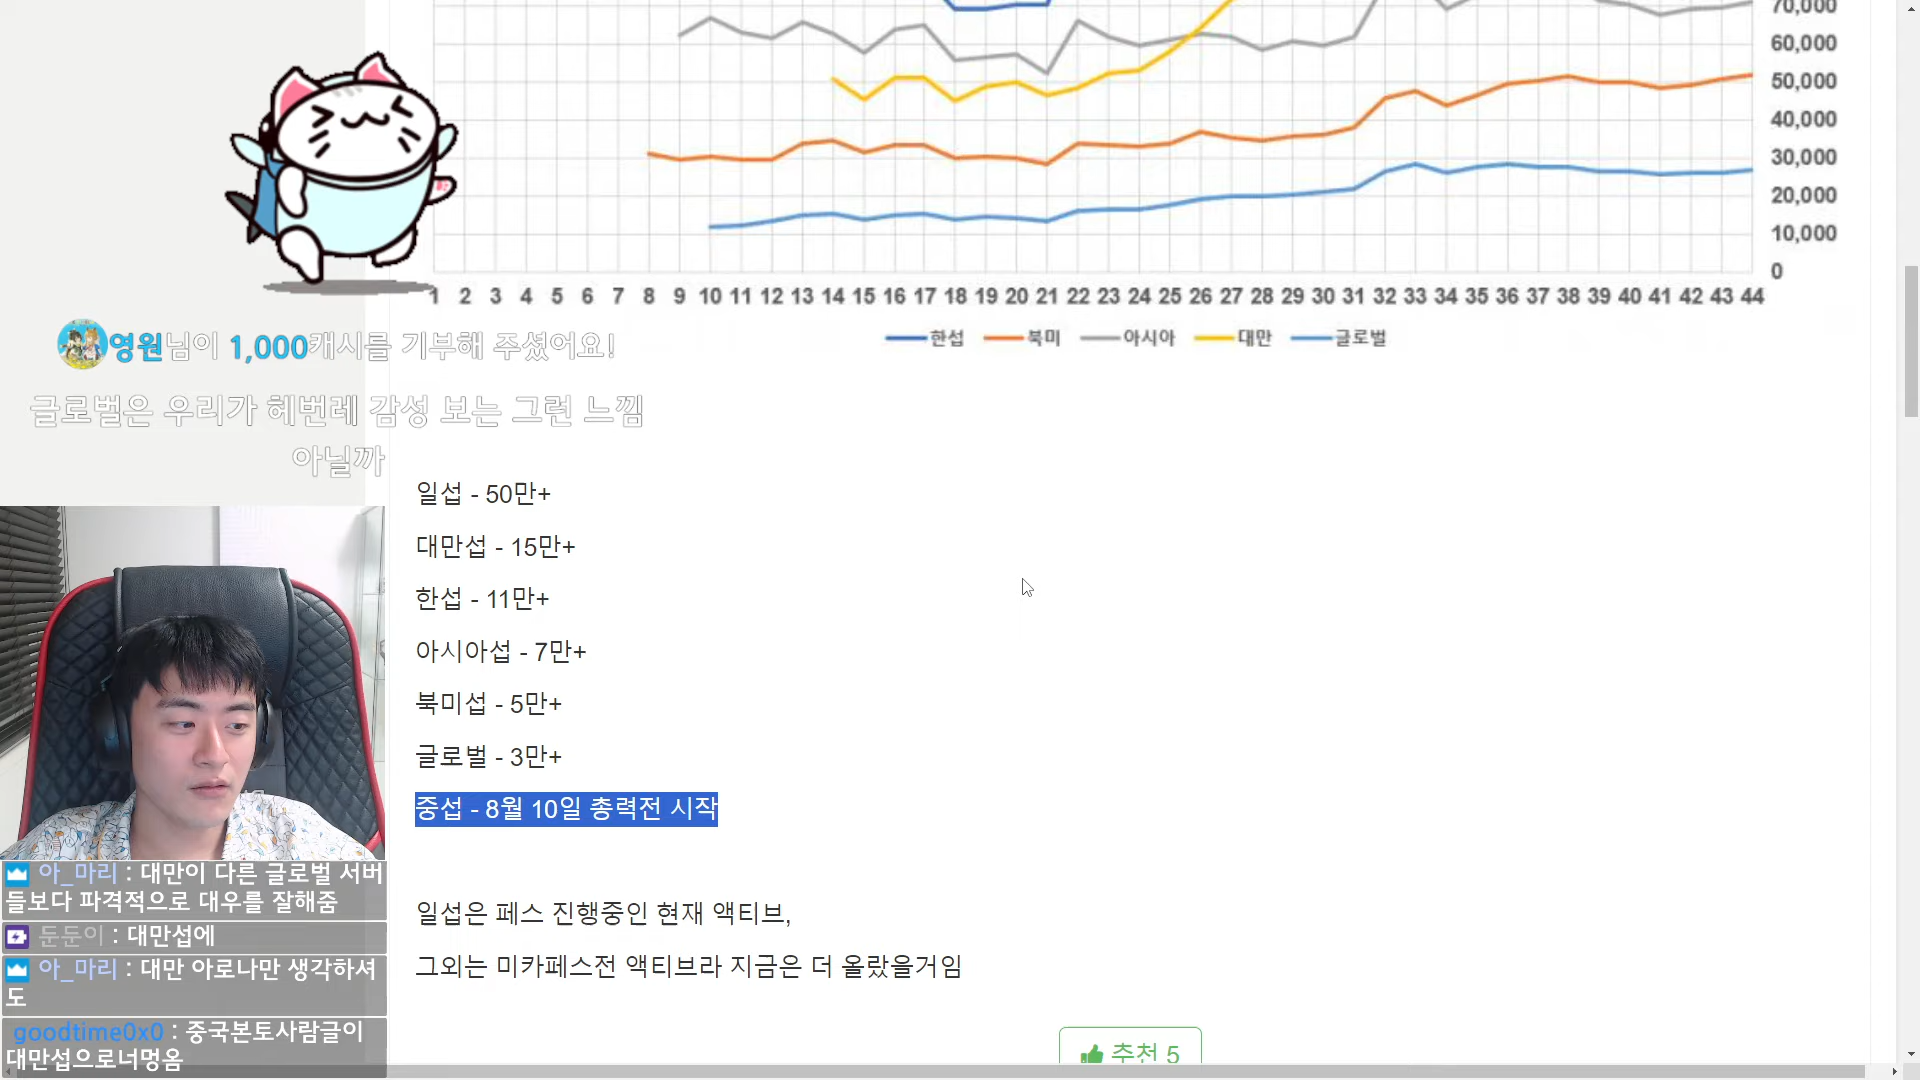 70,000
60,000
50,000
40,000
30,000
20,000
10,000
0
1 2 3 4 5 6 7 8 9 10 11 12 13 14 15 16 17 18 19 20 21 22 23 24 25 26 27 28 29 30 31 32 33 34 35 36 37 38 39 40 41 42 43 44
한섭 북미 아시아 대만 글로벌
영원님이 1,000캐시를 기부해 주셨어요!
글로벌은 우리가 헤번레 감성 보는 그런 느낌
아닐까
일섭 - 50만+
대만섭 - 15만+
한섭 - 11만+
아시아섭 - 7만+
북미섭 - 5만+
글로벌 - 3만+
중섭 - 8월 10일 총력전 시작
일섭은 페스 진행중인 현재 액티브,
그외는 미카페스전 액티브라 지금은 더 올랐을거임
추천 5
아_마리 : 대만이 다른 글로벌 서버
들보다 파격적으로 대우를 잘해줌
둔둔이 : 대만섭에
아_마리 : 대만 아로나만 생각하셔
도
goodtime0x0 : 중국본토사람글이
대만섭으로너멍옴